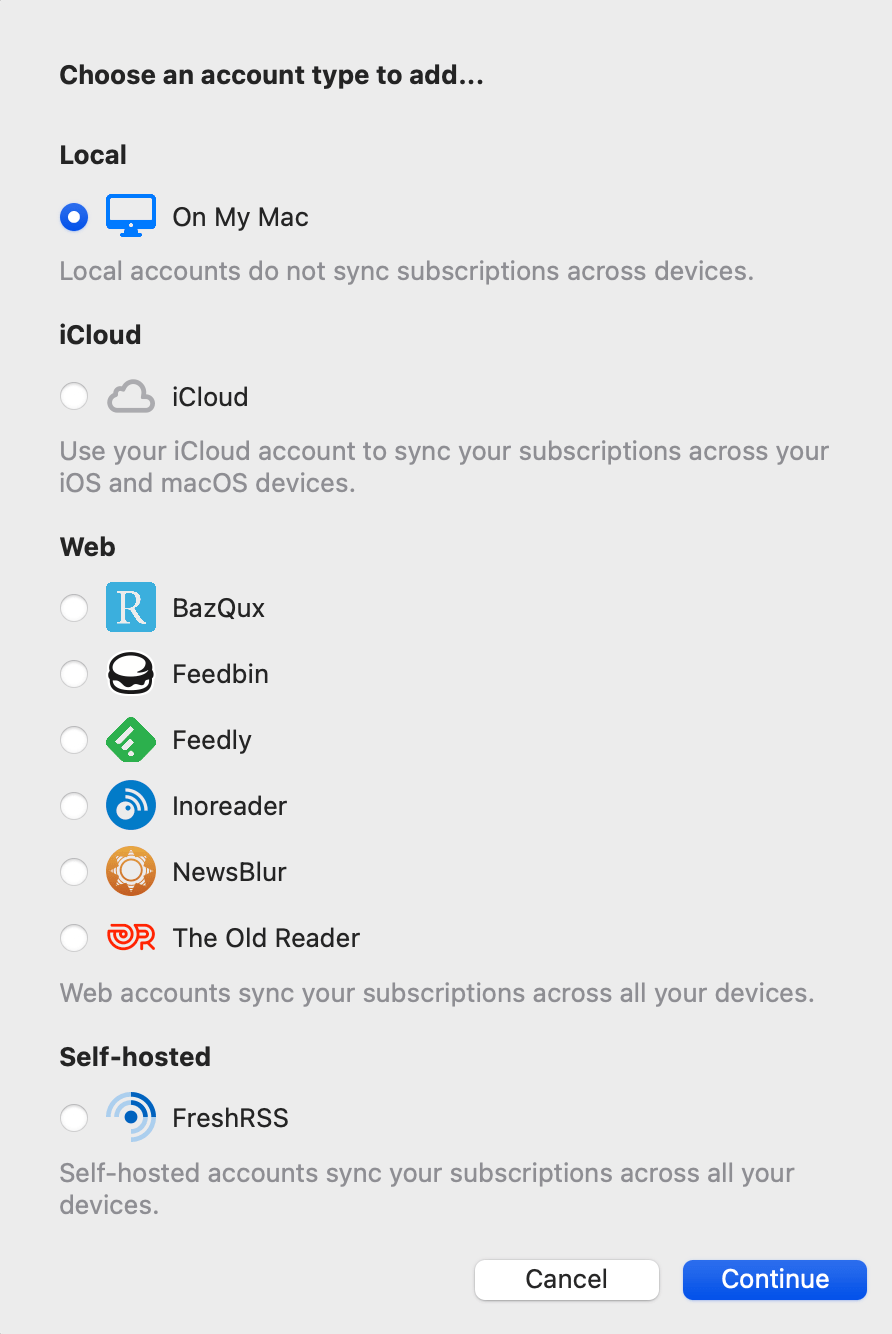 Choose an account type to add...
Local
On My Mac
Local accounts do not sync subscriptions across devices.
iCloud
iCloud
Use your iCloud account to sync your subscriptions across your
iOS and macOS devices.
Web
R BazQux
Feedbin
Feedly
Inoreader
NewsBlur
The Old Reader
Web accounts sync your subscriptions across all your devices.
Self-hosted
FreshRSS
Self-hosted accounts sync your subscriptions across all your
devices.
Cancel Continue